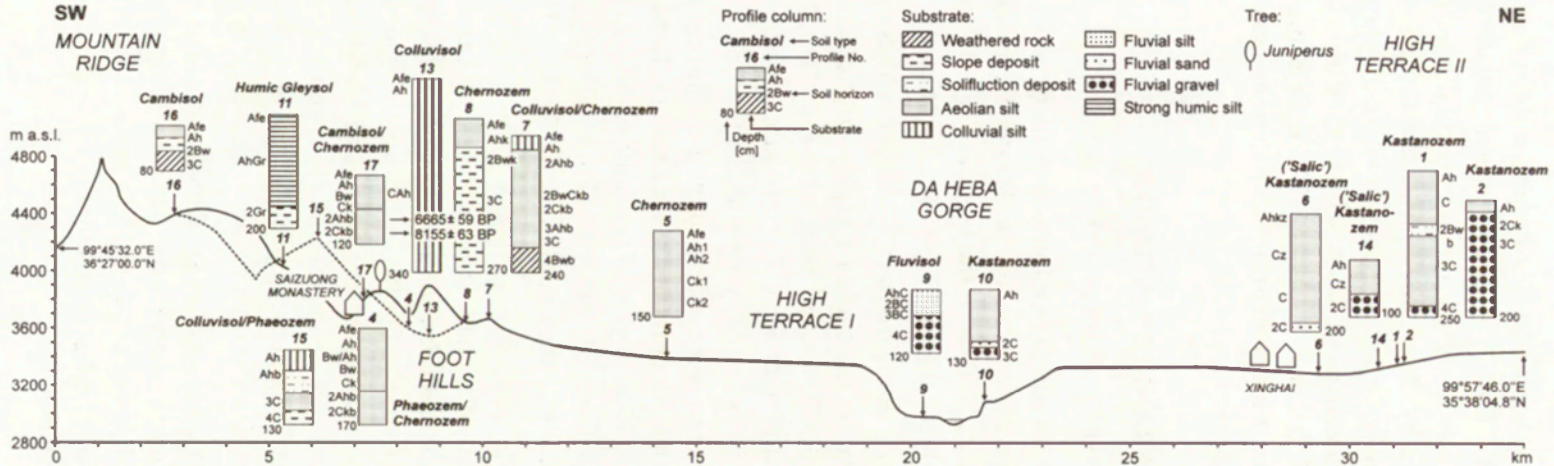 SW
NE
MOUNTAIN
RIDGE
Profile column:
Cambisol
Soil type
16
Profile No.
Afe
Ah
2Bw
3C
Soil horizon
80
Depth
[cm]
Substrate
Substrate:
Weathered rock
Slope deposit
Solifluction deposit
Aeolian silt
Colluvial silt
Fluvial silt
Fluvial sand
Fluvial gravel
Strong humic silt
Tree:
Juniperus
HIGH
TERRACE II
m a.s.l.
4800
4400
4000
3600
3200
2800
Cambisol
16
Afe
Ah
2Bw
3C
80
16
Humic Gleysol
11
Afe
AhGr
2Gr
200
11
99°45'32.0"E
36°27'00.0"N
SAIZUONG
MONASTERY
15
Cambisol/
Chernozem
17
Afe
Ah
Bw
Ck
2Ahb
2Ckb
120
17
Colluvisol
13
Afe
Ah
CAh
6665± 59 BP
8155± 63 BP
340
Chernozem
8
Afe
Ahk
2Bwk
3C
270
Colluvisol/Chernozem
7
Afe
Ah
2Ahb
2BwCkb
2Ckb
3Ahb
3C
4Bwb
240
4
13
8
7
Colluvisol/Phaeozem
15
Ah
Ahb
3C
4C
130
4
Afe
Ah
Bw/Ah
Bw
Ck
2Ahb
2Ckb
170
Phaeozem/
Chernozem
FOOT
HILLS
Chernozem
5
Afe
Ah1
Ah2
Ck1
Ck2
150
5
HIGH
TERRACE I
DA HEBA
GORGE
Fluvisol
9
AhC
2BC
3BC
4C
120
9
Kastanozem
10
Ah
2C
3C
130
10
('Salic')
Kastanozem
6
Ahkz
Cz
C
2C
200
6
('Salic')
Kastano-
zem
14
Ah
Cz
2C
100
14
Kastanozem
1
Ah
C
2Bw
b
3C
4C
250
1
Kastanozem
2
Ah
2Ck
3C
200
2
XINGHAI
99°57'46.0"E
35°38'04.8"N
0
5
10
15
20
25
30
km